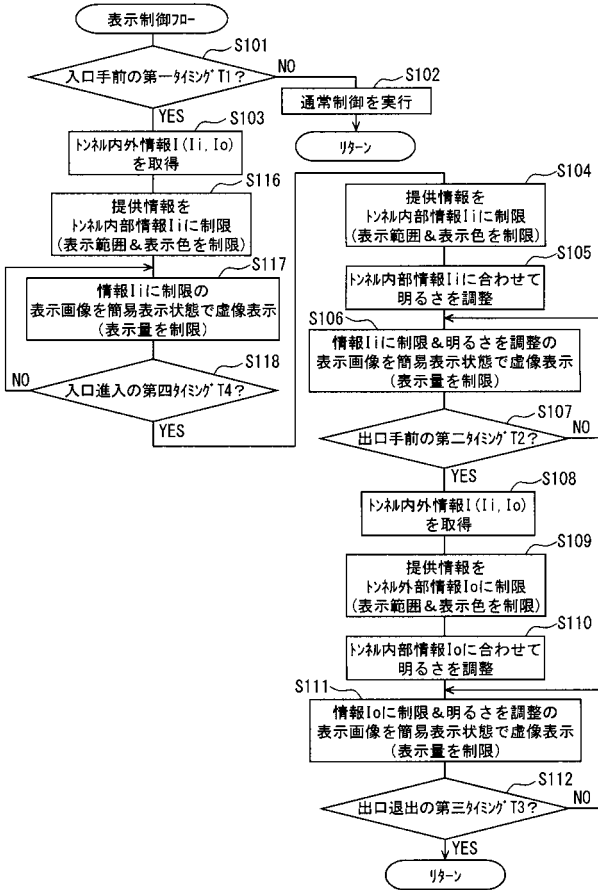 表示制御フロー
S101
入口手前の第一タイミングT1?
NO
YES
S102
通常制御を実行
リターン
S103
トンネル内外情報I(Ii,Io)
を取得
S116
提供情報を
トンネル内部情報Iiに制限
(表示範囲&表示色を制限)
S117
情報Iiに制限の
表示画像を簡易表示状態で虚像表示
(表示量を制限)
S118
入口進入の第四タイミングT4?
NO
YES
S104
提供情報を
トンネル内部情報Iiに制限
(表示範囲&表示色を制限)
S105
トンネル内部情報Iiに合わせて
明るさを調整
S106
情報Iiに制限&明るさを調整の
表示画像を簡易表示状態で虚像表示
(表示量を制限)
S107
出口手前の第二タイミングT2?
NO
YES
S108
トンネル内外情報I(Ii,Io)
を取得
S109
提供情報を
トンネル外部情報Ioに制限
(表示範囲&表示色を制限)
S110
トンネル内部情報Ioに合わせて
明るさを調整
S111
情報Ioに制限&明るさを調整の
表示画像を簡易表示状態で虚像表示
(表示量を制限)
S112
出口退出の第三タイミングT3?
NO
YES
リターン